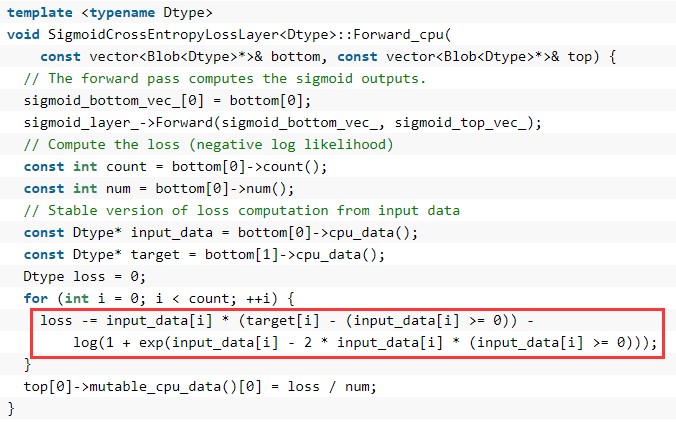 template <typename Dtype>
void SigmoidCrossEntropyLossLayer<Dtype>::Forward_cpu(
    const vector<Blob<Dtype>*>& bottom, const vector<Blob<Dtype>*>& top) {
  // The forward pass computes the sigmoid outputs.
  sigmoid_bottom_vec_[0] = bottom[0];
  sigmoid_layer_->Forward(sigmoid_bottom_vec_, sigmoid_top_vec_);
  // Compute the loss (negative log likelihood)
  const int count = bottom[0]->count();
  const int num = bottom[0]->num();
  // Stable version of loss computation from input data
  const Dtype* input_data = bottom[0]->cpu_data();
  const Dtype* target = bottom[1]->cpu_data();
  Dtype loss = 0;
  for (int i = 0; i < count; ++i) {
    loss -= input_data[i] * (target[i] - (input_data[i] >= 0)) -
        log(1 + exp(input_data[i] - 2 * input_data[i] * (input_data[i] >= 0)));
  }
  top[0]->mutable_cpu_data()[0] = loss / num;
}